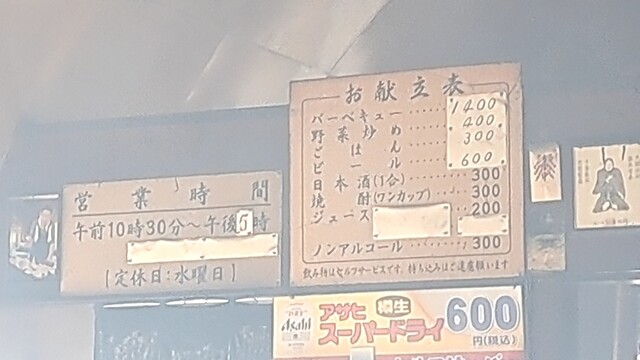 お献立表
バーベキュー……1400
野菜炒め……400
ごはん……300
ビール……600
日本酒(1合)……300
焼酎(ワンカップ)……300
ジュース 200
ノンアルコール……300
飲み物はセルフサービスです。持ち込みはご遠慮願います
営業時間
午前10時30分～午後5時
[定休日:水曜日]
アサヒ 樽生
スーパードライ
600
円(税込)
Asahi